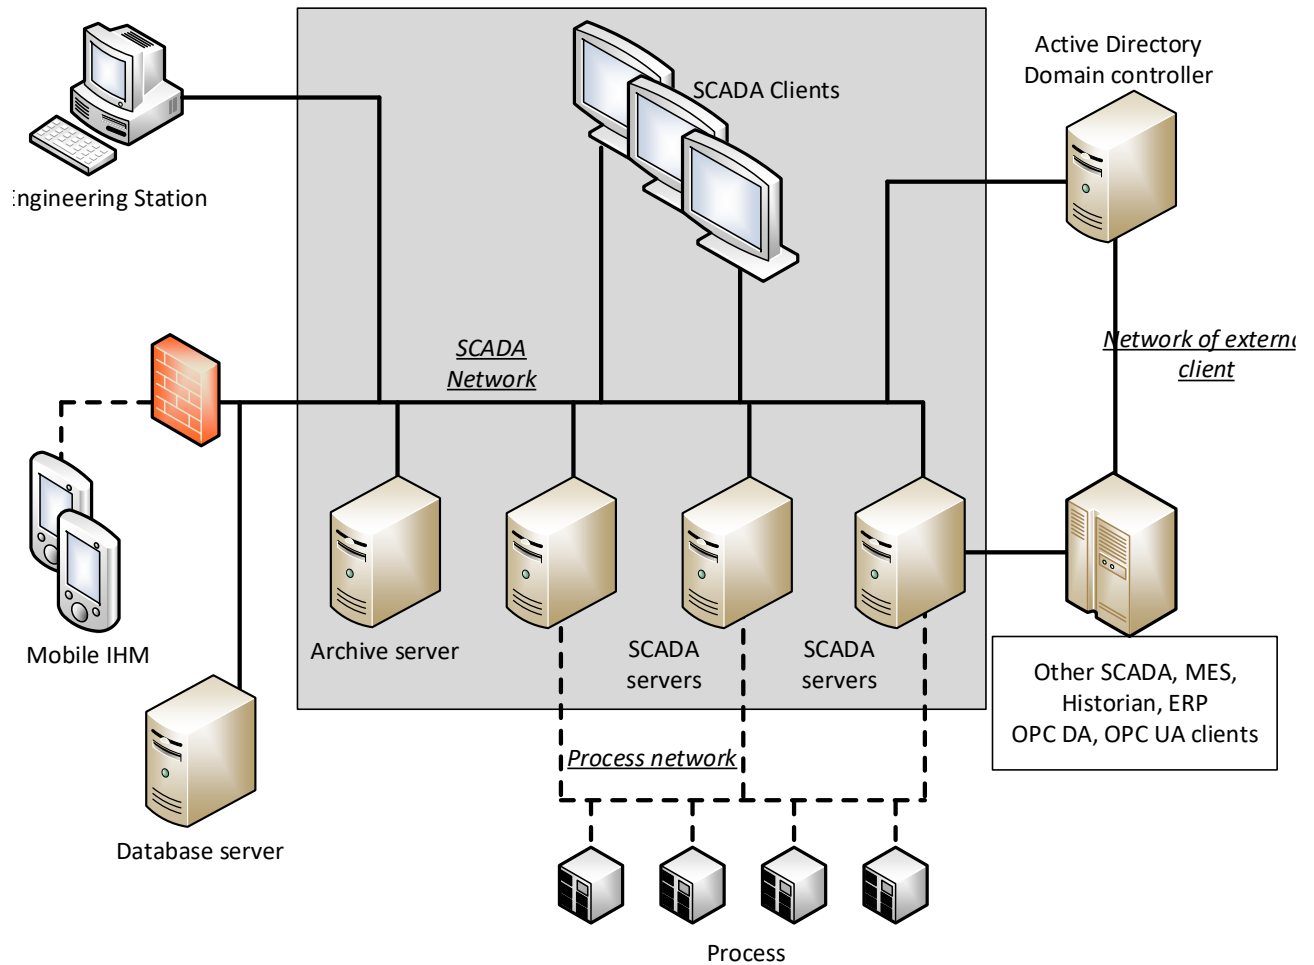 Active Directory
Domain controller
SCADA Clients
ngineering Station
SCADA
Network
Network of externa
client
Mobile IHM
Archive server
SCADA
servers
SCADA
servers
Other SCADA, MES,
Historian, ERP
OPC DA, OPC UA clients
Process network
Database server
Process